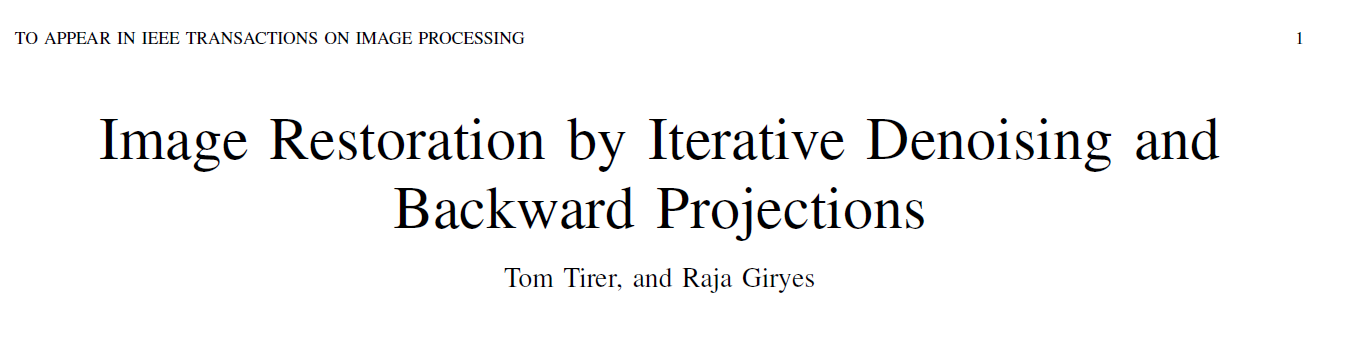 TO APPEAR IN IEEE TRANSACTIONS ON IMAGE PROCESSING 1
Image Restoration by Iterative Denoising and
Backward Projections
Tom Tirer, and Raja Giryes